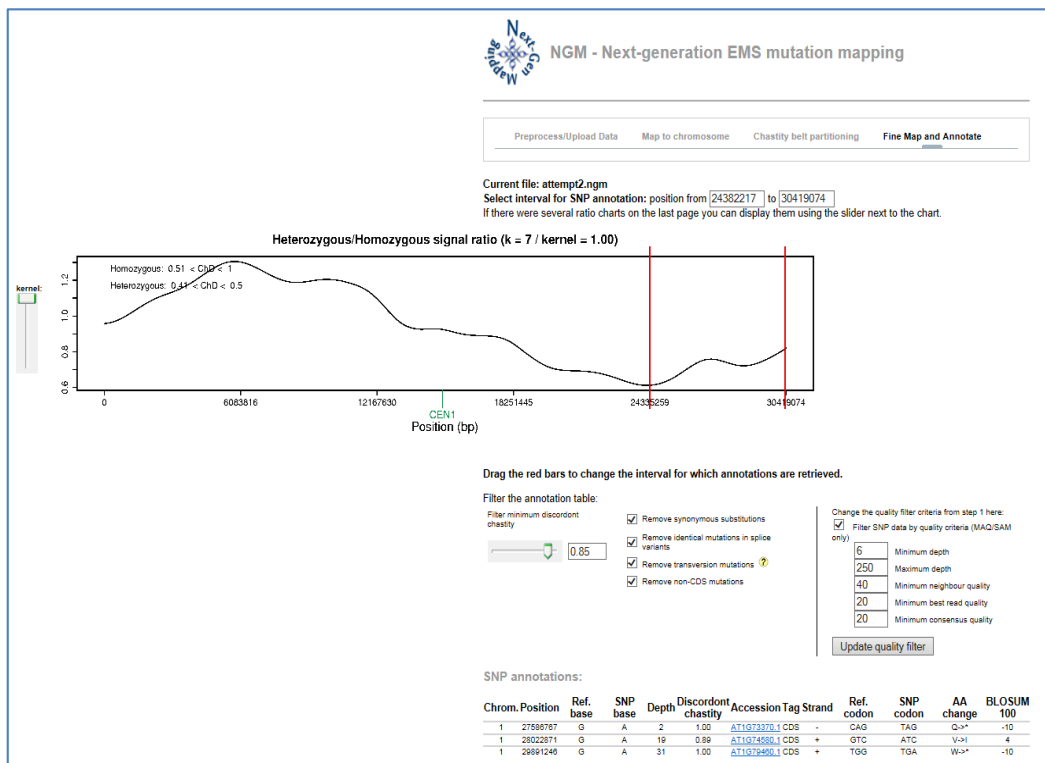 Next-Gen Mapping
NGM - Next-generation EMS mutation mapping
Preprocess/Upload Data Map to chromosome Chastity belt partitioning Fine Map and Annotate
Current file: attempt2.ngm
Select interval for SNP annotation: position from 24382217 to 30419074
If there were several ratio charts on the last page you can display them using the slider next to the chart.
Heterozygous/Homozygous signal ratio (k = 7 / kernel = 1.00)
kernel:
Homozygous: 0.51 < ChD < 1
Heterozygous: 0.41 < ChD < 0.5
1.2
1.0
0.8
0.6
0 6083816 12167630 18251445 24335259 30419074
CEN1
Position (bp)
Drag the red bars to change the interval for which annotations are retrieved.
Filter the annotation table:
Filter minimum discordont
chastity
0.85
Remove synonymous substitutions
Remove identical mutations in splice
variants
Remove transversion mutations ?
Remove non-CDS mutations
Change the quality filter criteria from step 1 here:
Filter SNP data by quality criteria (MAQ/SAM
only)
6 Minimum depth
250 Maximum depth
40 Minimum neighbour quality
20 Minimum best read quality
20 Minimum consensus quality
Update quality filter
SNP annotations:
Chrom. Position Ref. base SNP base Depth Discordont chastity Accession Tag Strand Ref. codon SNP codon AA change BLOSUM 100
1 27586767 G A 2 1.00 AT1G73370.1 CDS - CAG TAG Q->* -10
1 28022871 G A 19 0.89 AT1G74580.1 CDS + GTC ATC V->I 4
1 29891246 G A 31 1.00 AT1G79460.1 CDS + TGG TGA W->* -10